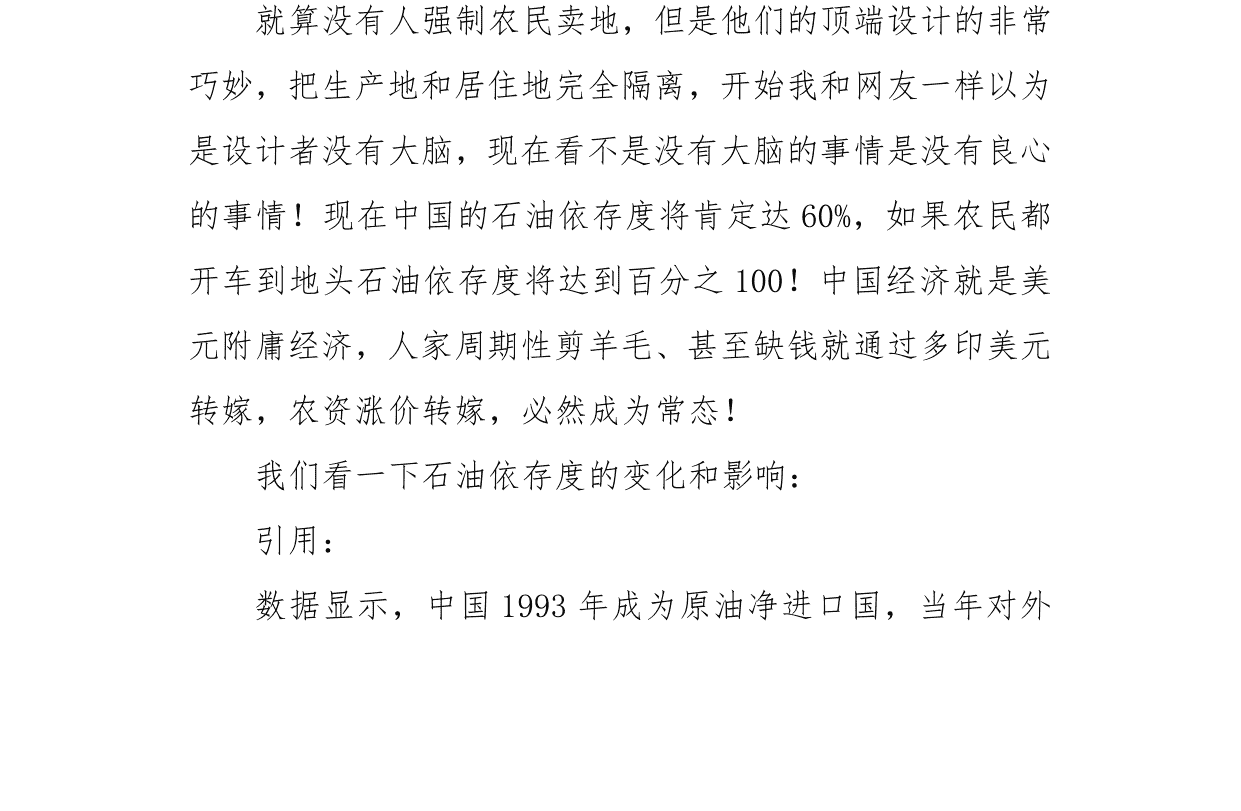 就算没有人强制农民卖地，但是他们的顶端设计的非常
巧妙，把生产地和居住地完全隔离，开始我和网友一样以为
是设计者没有大脑，现在看不是没有大脑的事情是没有良心
的事情！现在中国的石油依存度将肯定达 60%，如果农民都
开车到地头石油依存度将达到百分之 100！中国经济就是美
元附庸经济，人家周期性剪羊毛、甚至缺钱就通过多印美元
转嫁，农资涨价转嫁，必然成为常态！
我们看一下石油依存度的变化和影响：
引用：
数据显示，中国 1993 年成为原油净进口国，当年对外